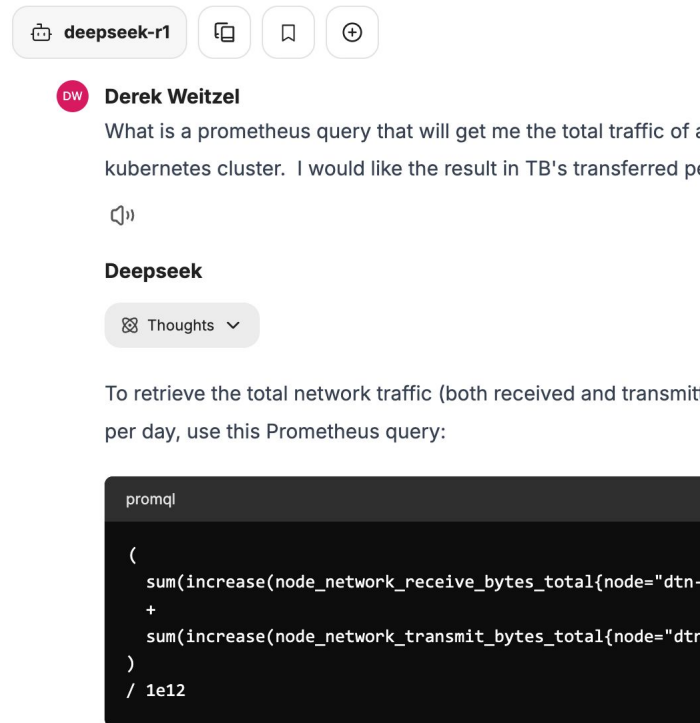 deepseek-r1
DW
Derek Weitzel
What is a prometheus query that will get me the total traffic of
kubernetes cluster.  I would like the result in TB's transferred
Deepseek
Thoughts
To retrieve the total network traffic (both received and
per day, use this Prometheus query:
promql
(
sum(increase(node_network_receive_bytes_total{node="dtn-
+
sum(increase(node_network_transmit_bytes_total{node="dtn
)
/ 1e12